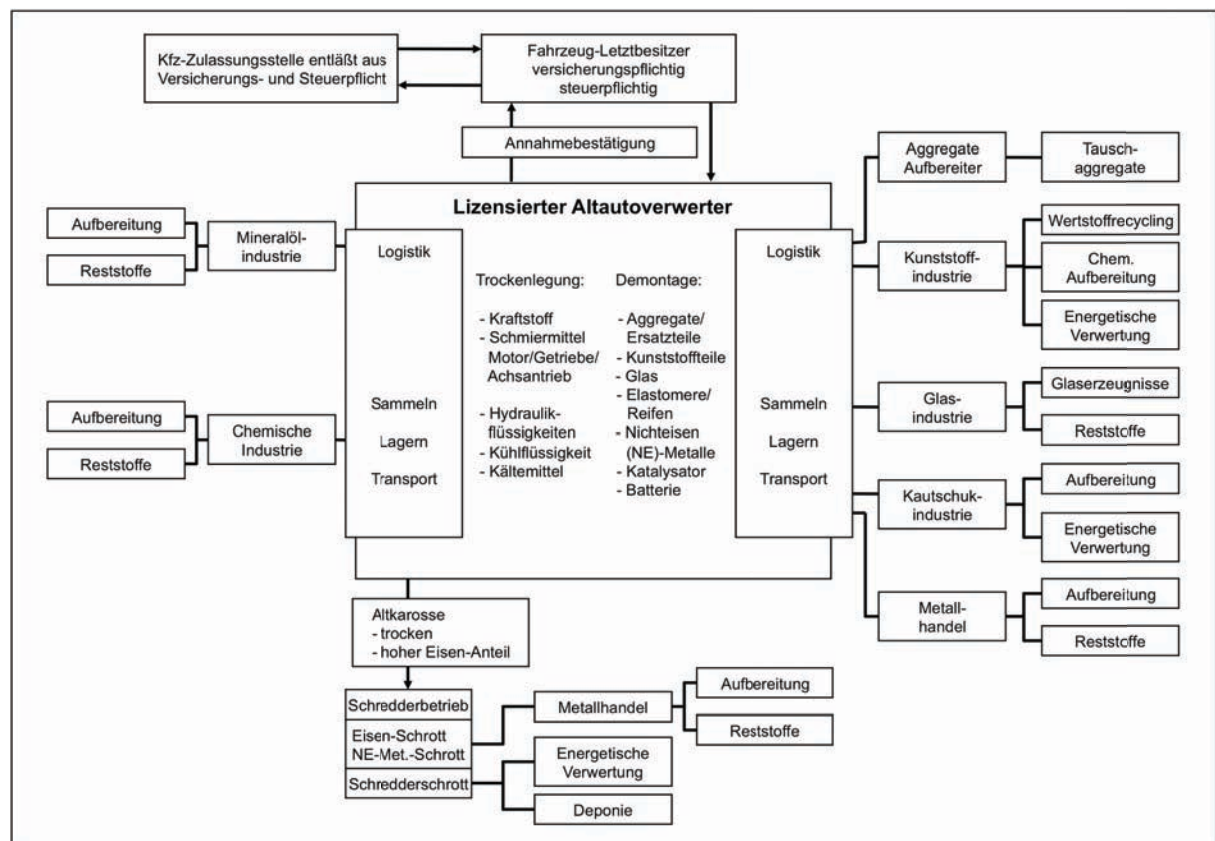 Kfz-Zulassungsstelle entläßt aus
Versicherungs- und Steuerpflicht
Fahrzeug-Letztbesitzer
versicherungspflichtig
steuerpflichtig
Annahmebestätigung
Lizensierter Altautoverwerter
Aufbereitung
Reststoffe
Mineralöl-
industrie
Aufbereitung
Reststoffe
Chemische
Industrie
Logistik
Sammeln
Lagern
Transport
Trockenlegung:
- Kraftstoff
- Schmiermittel
Motor/Getriebe/
Achsantrieb
- Hydraulik-
flüssigkeiten
- Kühlflüssigkeit
- Kältemittel
Demontage:
- Aggregate/
Ersatzteile
- Kunststoffteile
- Glas
- Elastomere/
Reifen
- Nichteisen
(NE)-Metalle
- Katalysator
- Batterie
Logistik
Sammeln
Lagern
Transport
Aggregate
Aufbereiter
Tausch-
aggregate
Kunststoff-
industrie
Wertstoffrecycling
Chem.
Aufbereitung
Energetische
Verwertung
Glas-
industrie
Glaserzeugnisse
Reststoffe
Kautschuk-
industrie
Aufbereitung
Energetische
Verwertung
Metall-
handel
Aufbereitung
Reststoffe
Altkarosse
- trocken
- hoher Eisen-Anteil
Schredderbetrieb
Eisen-Schrott
NE-Met.-Schrott
Schredderschrott
Metallhandel
Aufbereitung
Reststoffe
Energetische
Verwertung
Deponie